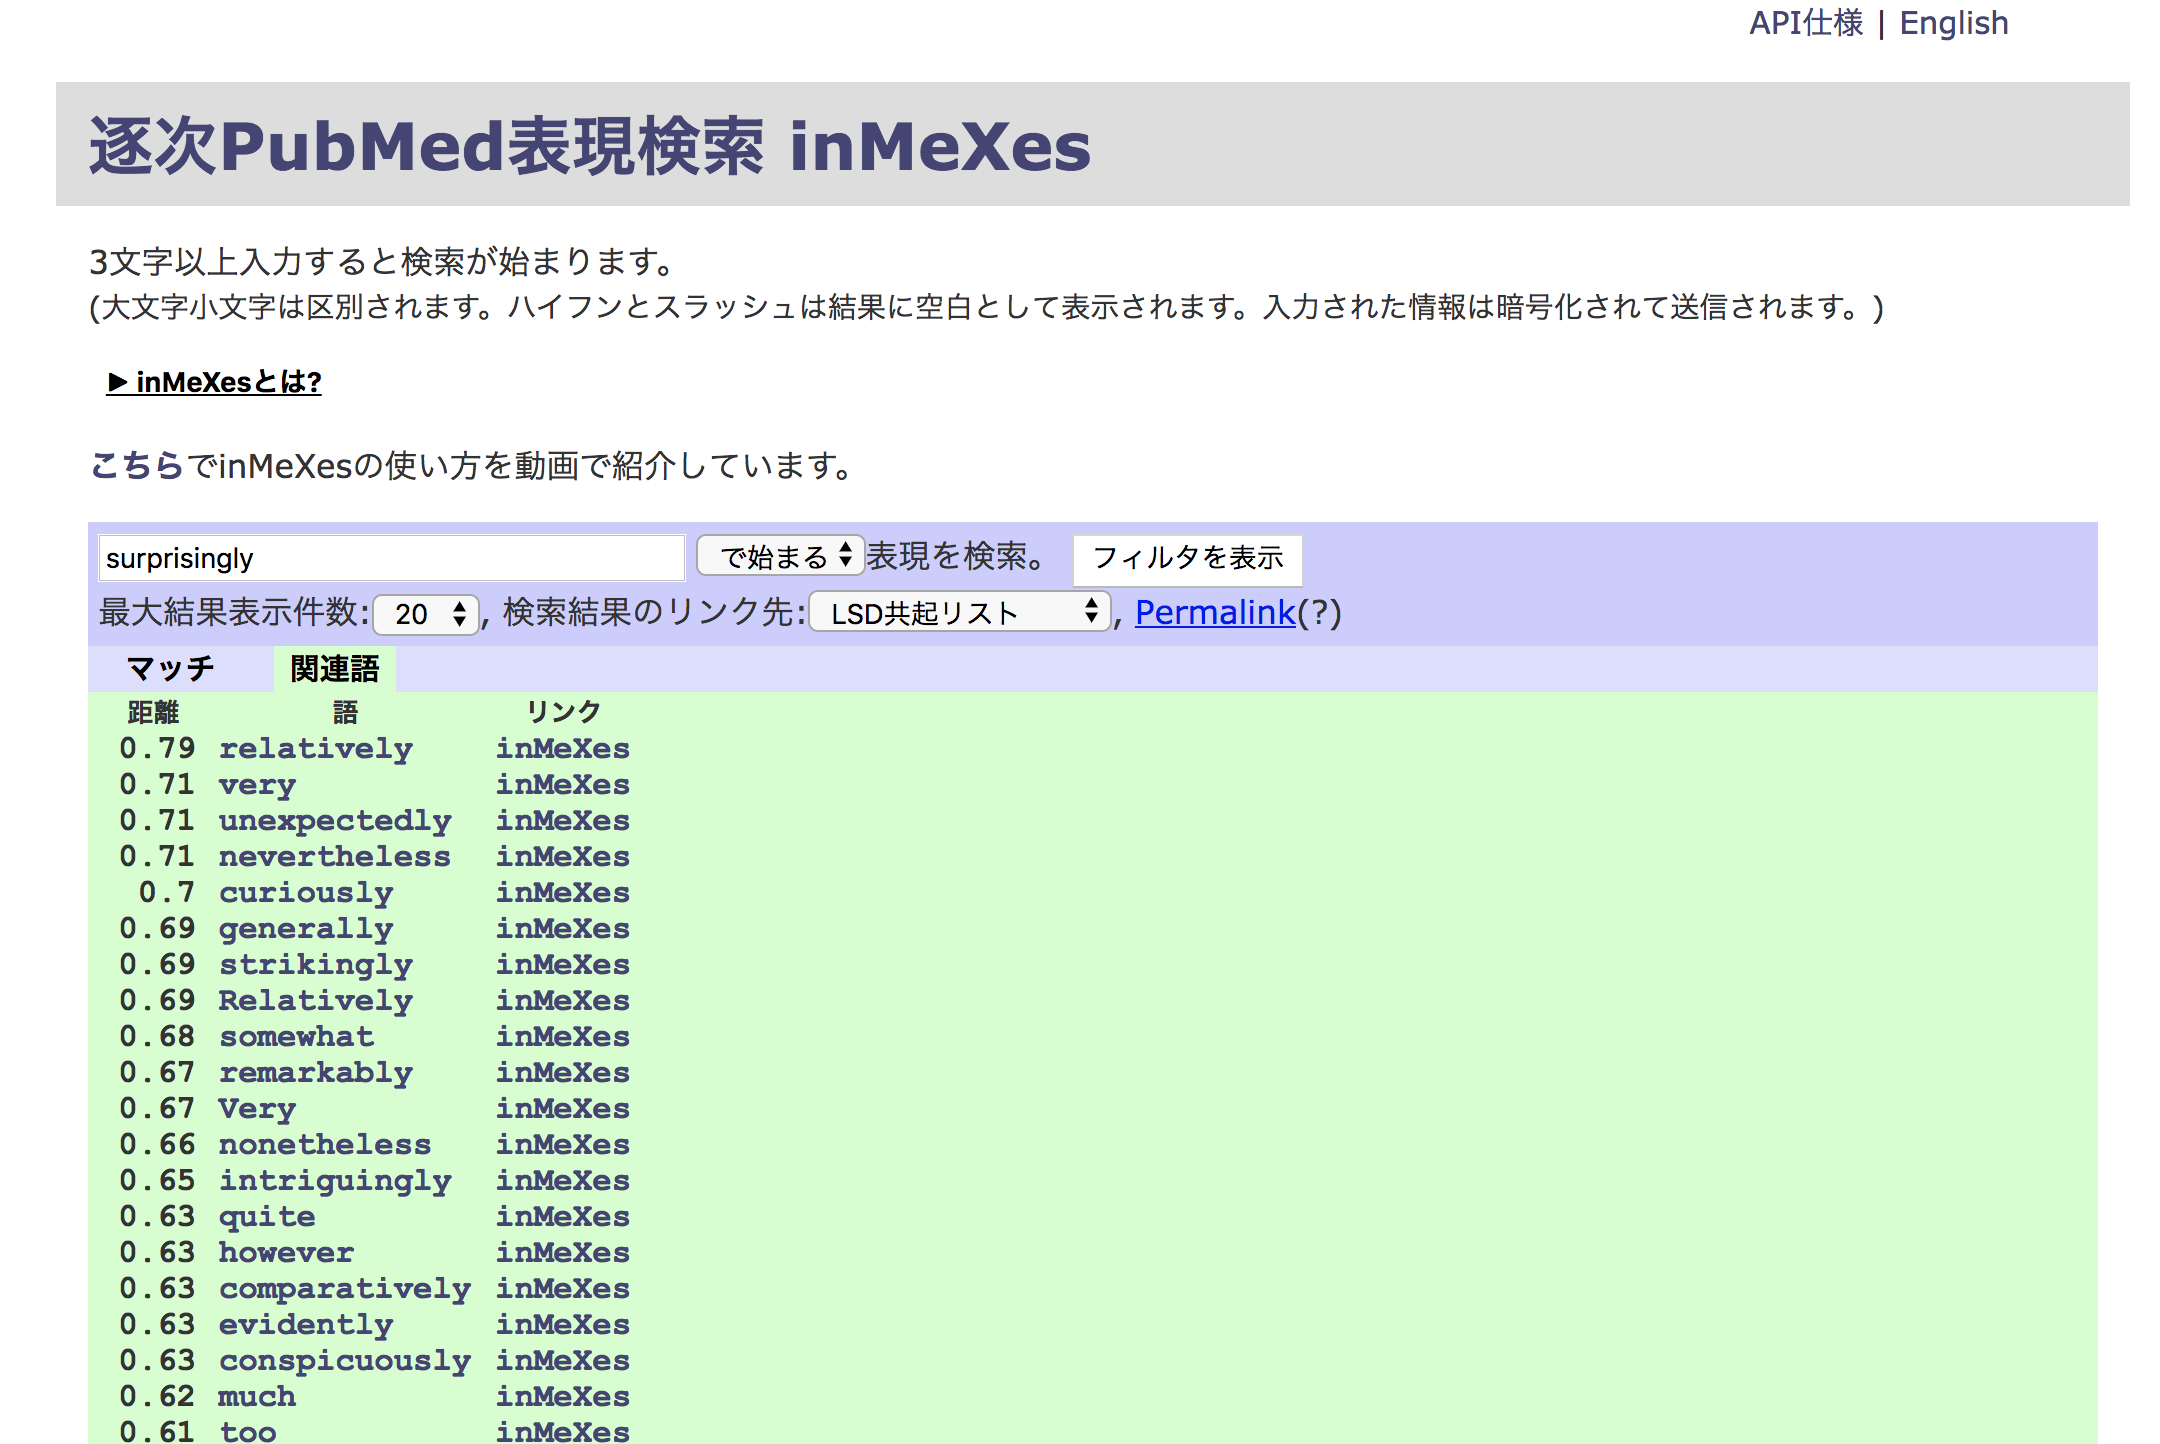 API仕様 | English
逐次PubMed表現検索 inMeXes
3文字以上入力すると検索が始まります。
(大文字小文字は区別されます。ハイフンとスラッシュは結果に空白として表示されます。入力された情報は暗号化されて送信されます。)
▶ inMeXesとは?
こちらでinMeXesの使い方を動画で紹介しています。
surprisingly で始まる 表現を検索。 フィルタを表示
最大結果表示件数: 20 , 検索結果のリンク先: LSD共起リスト , Permalink(?)
マッチ 関連語
距離 語 リンク
0.79 relatively inMeXes
0.71 very inMeXes
0.71 unexpectedly inMeXes
0.71 nevertheless inMeXes
0.7 curiously inMeXes
0.69 generally inMeXes
0.69 strikingly inMeXes
0.69 Relatively inMeXes
0.68 somewhat inMeXes
0.67 remarkably inMeXes
0.67 Very inMeXes
0.66 nonetheless inMeXes
0.65 intriguingly inMeXes
0.63 quite inMeXes
0.63 however inMeXes
0.63 comparatively inMeXes
0.63 evidently inMeXes
0.63 conspicuously inMeXes
0.62 much inMeXes
0.61 too inMeXes